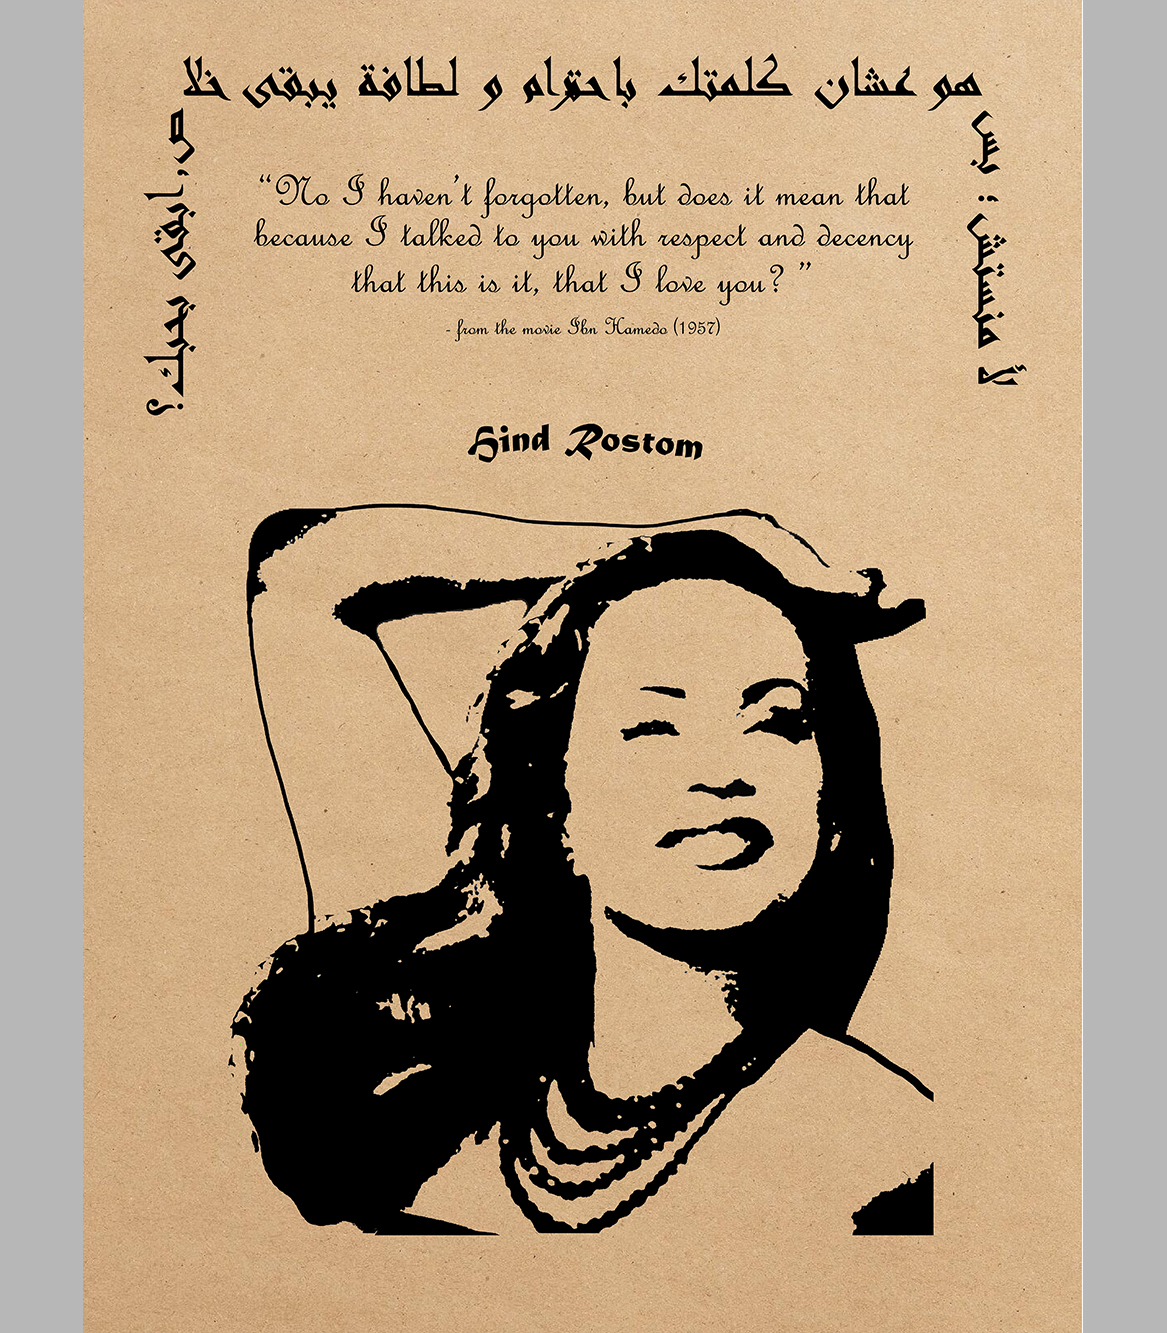 لأ منستش ؛ بس
هو عشان كلمتك باحترام و لطافة يبقى خلا
ص, ابقى بحبك؟
“No I haven't forgotten, but does it mean that
because I talked to you with respect and decency
that this is it, that I love you? ”
- from the movie Ibn Hamedo (1957)
Hind Rostom